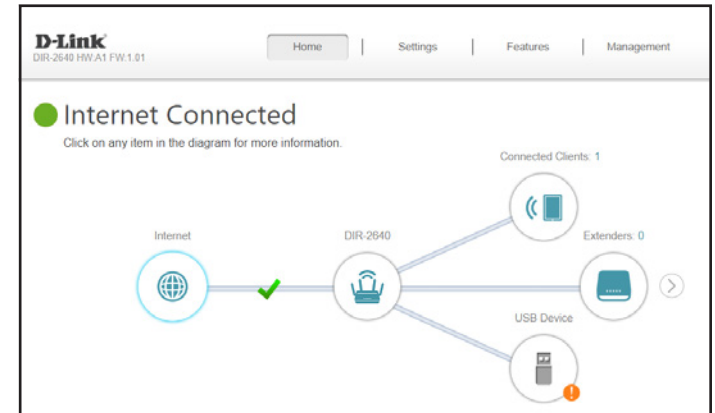 D-Link
DIR-2640 HW:A1 FW:1.01
Home
Settings
Features
Management
Internet Connected
Click on any item in the diagram for more information.
Connected Clients: 1
Internet
DIR-2640
Extenders: 0
USB Device